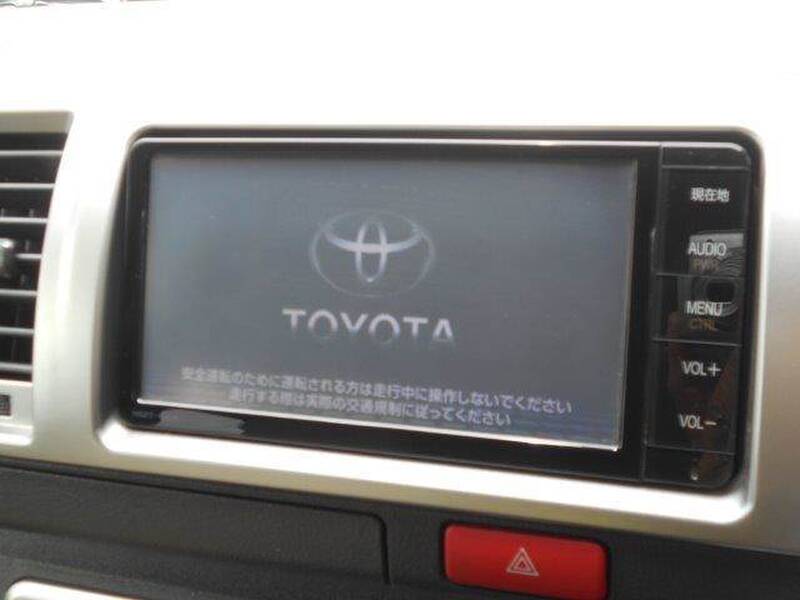 TOYOTA
安全運転のために運転される方は走行中に操作しないでください
走行する際は実際の交通規制に従ってください
現在地
AUDIO
PWR
MENU
CTRL
VOL+
VOL−